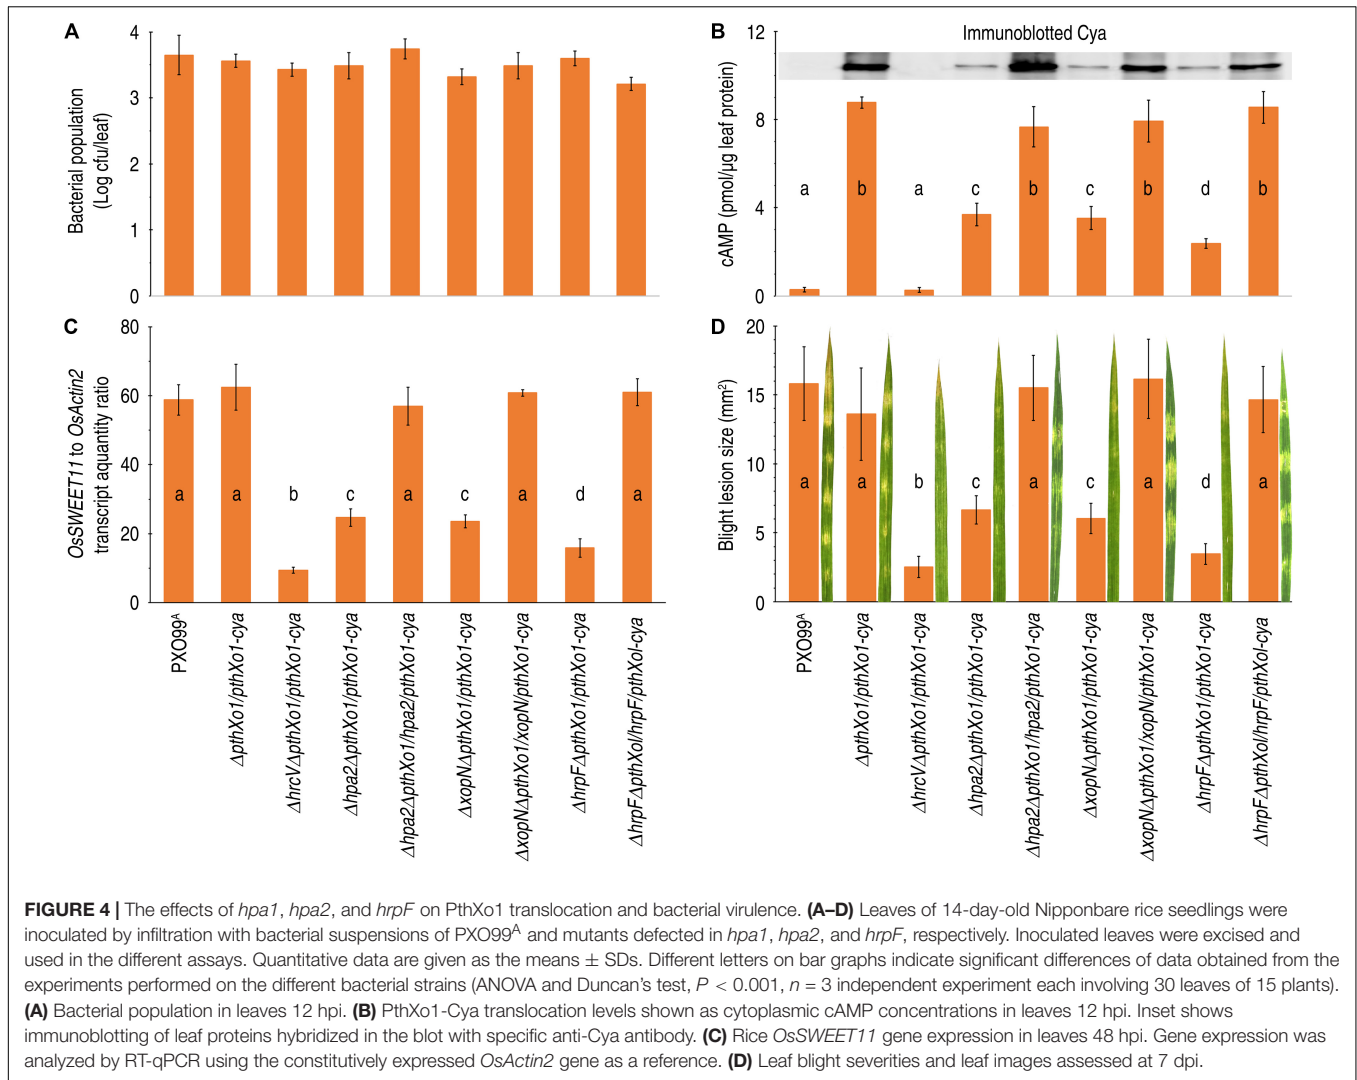 A
Bacterial population
(Log cfu/leaf)
4
3
2
1
0
B
Immunoblotted Cya
cAMP (pmol/µg leaf protein)
12
8
4
0
a b a c b c b d b
C
OsSWEET11 to OsActin2
transcript aquantity ratio
80
60
40
20
0
a a b c a c a d a
PXO99A
ΔpthXo1/pthXo1-cya
ΔhrcVΔpthXo1/pthXo1-cya
Δhpa2ΔpthXo1/pthXo1-cya
Δhpa2ΔpthXo1/hpa2/pthXo1-cya
ΔxopNΔpthXo1/pthXo1-cya
ΔxopNΔpthXo1/xopN/pthXo1-cya
ΔhrpFΔpthXo1/pthXo1-cya
ΔhrpFΔpthXol/hrpF/pthXol-cya
D
Blight lesion size (mm²)
20
15
10
5
0
a a b c a c a d a
PXO99A
ΔpthXo1/pthXo1-cya
ΔhrcVΔpthXo1/pthXo1-cya
Δhpa2ΔpthXo1/pthXo1-cya
Δhpa2ΔpthXo1/hpa2/pthXo1-cya
ΔxopNΔpthXo1/pthXo1-cya
ΔxopNΔpthXo1/xopN/pthXo1-cya
ΔhrpFΔpthXo1/pthXo1-cya
ΔhrpFΔpthXol/hrpF/pthXol-cya
FIGURE 4 | The effects of hpa1, hpa2, and hrpF on PthXo1 translocation and bacterial virulence. (A–D) Leaves of 14-day-old Nipponbare rice seedlings were
inoculated by infiltration with bacterial suspensions of PXO99A and mutants defected in hpa1, hpa2, and hrpF, respectively. Inoculated leaves were excised and
used in the different assays. Quantitative data are given as the means ± SDs. Different letters on bar graphs indicate significant differences of data obtained from the
experiments performed on the different bacterial strains (ANOVA and Duncan's test, P < 0.001, n = 3 independent experiment each involving 30 leaves of 15 plants).
(A) Bacterial population in leaves 12 hpi. (B) PthXo1-Cya translocation levels shown as cytoplasmic cAMP concentrations in leaves 12 hpi. Inset shows
immunoblotting of leaf proteins hybridized in the blot with specific anti-Cya antibody. (C) Rice OsSWEET11 gene expression in leaves 48 hpi. Gene expression was
analyzed by RT-qPCR using the constitutively expressed OsActin2 gene as a reference. (D) Leaf blight severities and leaf images assessed at 7 dpi.